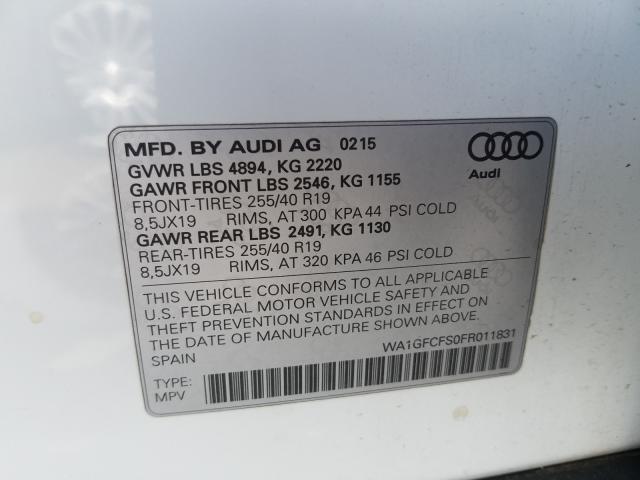 MFD. BY AUDI AG 0215
GVWR LBS 4894, KG 2220
GAWR FRONT LBS 2546, KG 1155
FRONT-TIRES 255/40 R19
8,5JX19 RIMS, AT 300 KPA 44 PSI COLD
GAWR REAR LBS 2491, KG 1130
REAR-TIRES 255/40 R19
8,5JX19 RIMS, AT 320 KPA 46 PSI COLD
Audi
THIS VEHICLE CONFORMS TO ALL APPLICABLE
U.S. FEDERAL MOTOR VEHICLE SAFETY AND
THEFT PREVENTION STANDARDS IN EFFECT ON
THE DATE OF MANUFACTURE SHOWN ABOVE.
SPAIN
WA1GFCFS0FR011831
TYPE:
MPV